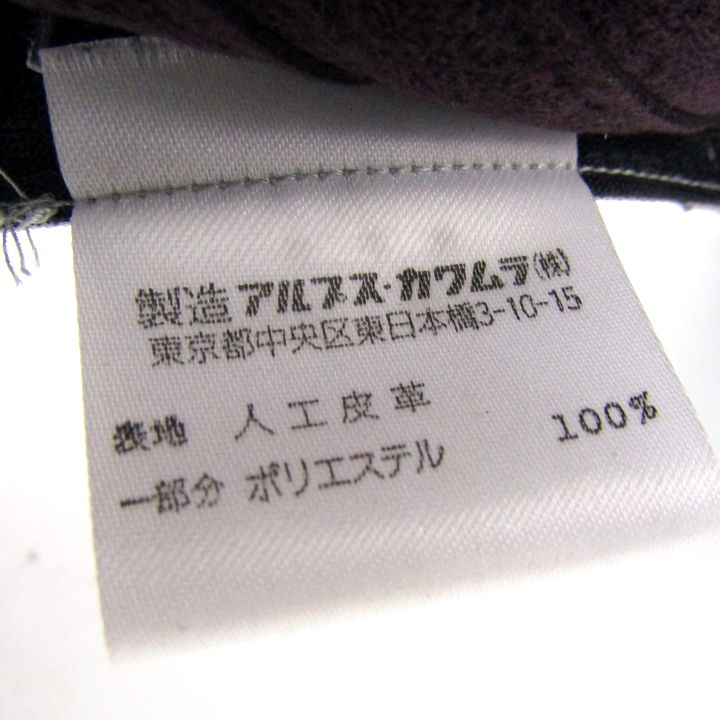 製造 アルプス・カワムラ(株)
東京都中央区東日本橋3-10-15
表地 人工皮革
一部分 ポリエステル 100%